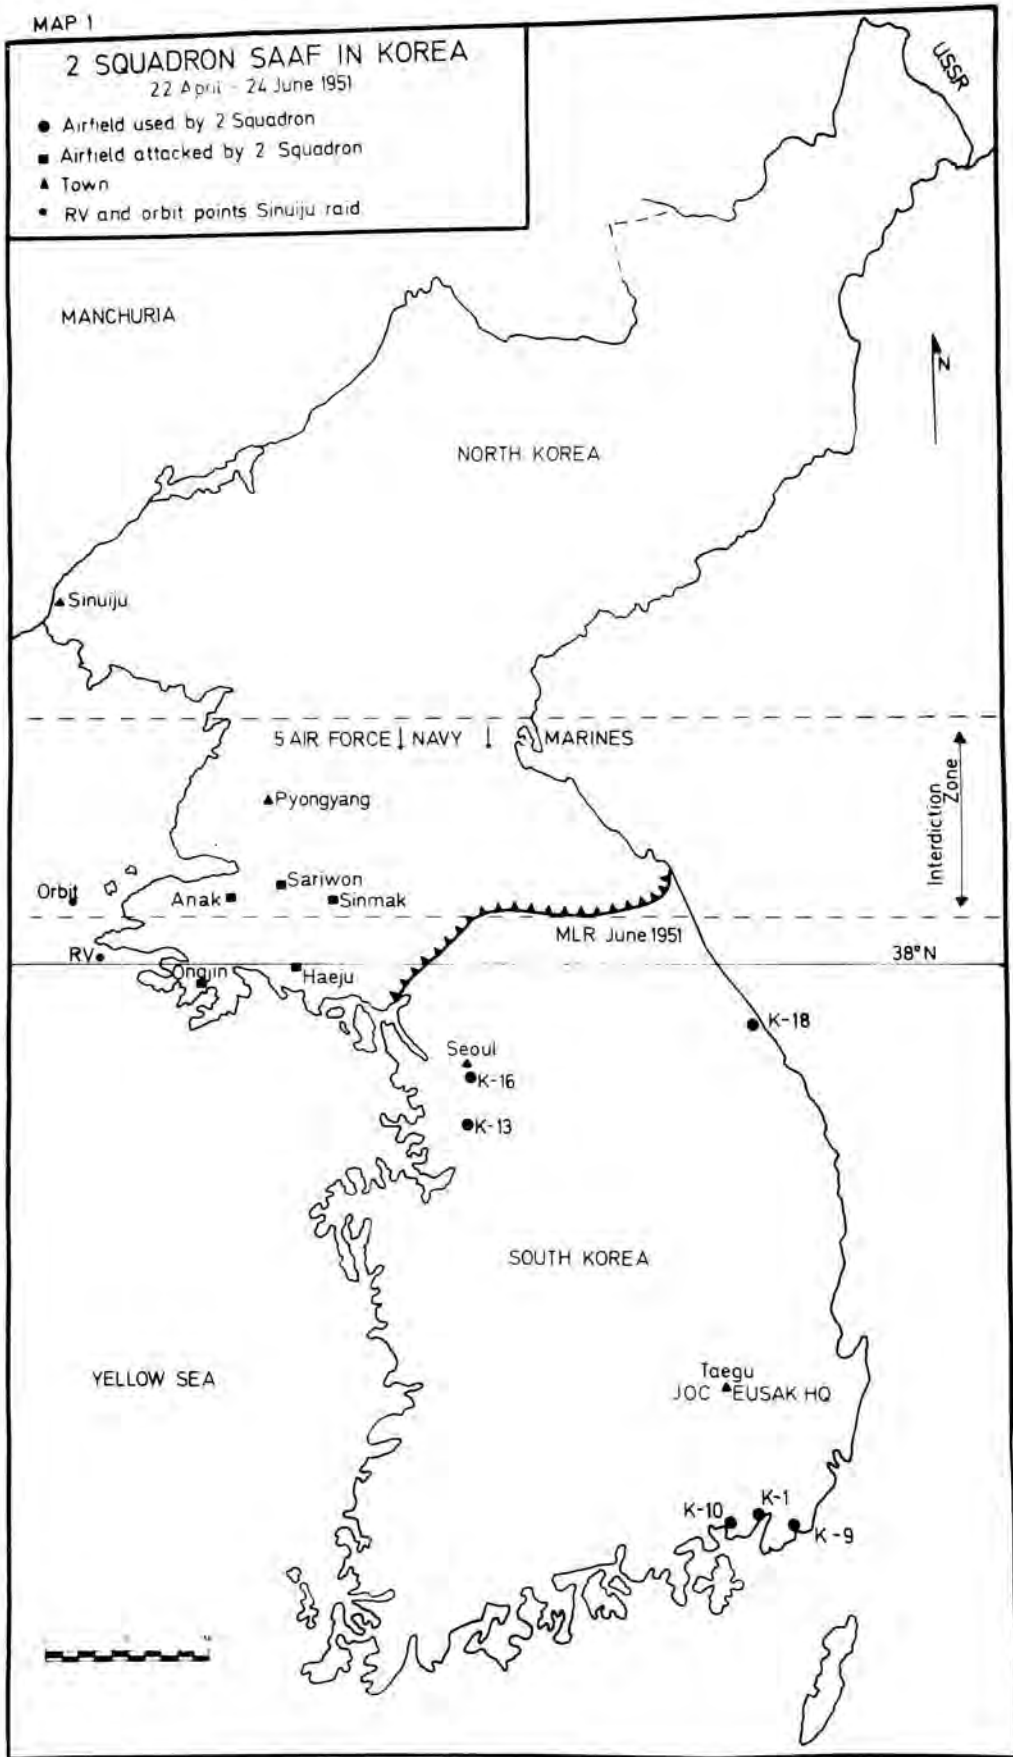 MAP 1
2 SQUADRON SAAF IN KOREA
22 April - 24 June 1951
Airfield used by 2 Squadron
Airfield attacked by 2 Squadron
Town
RV and orbit points Sinuiju raid
USSR
MANCHURIA
N
NORTH KOREA
Sinuiju
5 AIR FORCE NAVY MARINES
Interdiction Zone
Pyongyang
Sariwon
Orbit
Anak
Sinmak
MLR June 1951
RV
38°N
Ongjin
Haeju
K-18
Seoul
K-16
K-13
SOUTH KOREA
YELLOW SEA
Taegu
JOC EUSAK HQ
K-10
K-1
K-9